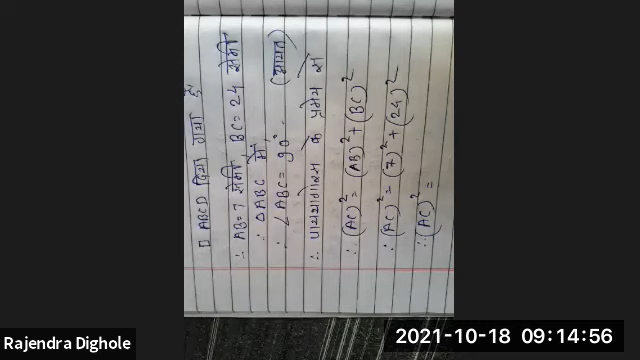 □ ABCD दिया गया है
∴ AB = 7 सेमी, BC = 24 सेमी
∴ △ABC में
∴ ∠ABC = 90° (आयत)
∴ पायथागोरस के प्रमेय से
∴ (AC)² = (AB)² + (BC)²
∴ (AC)² = (7)² + (24)²
∴ (AC)² =
Rajendra Dighole
2021-10-18 09:14:56